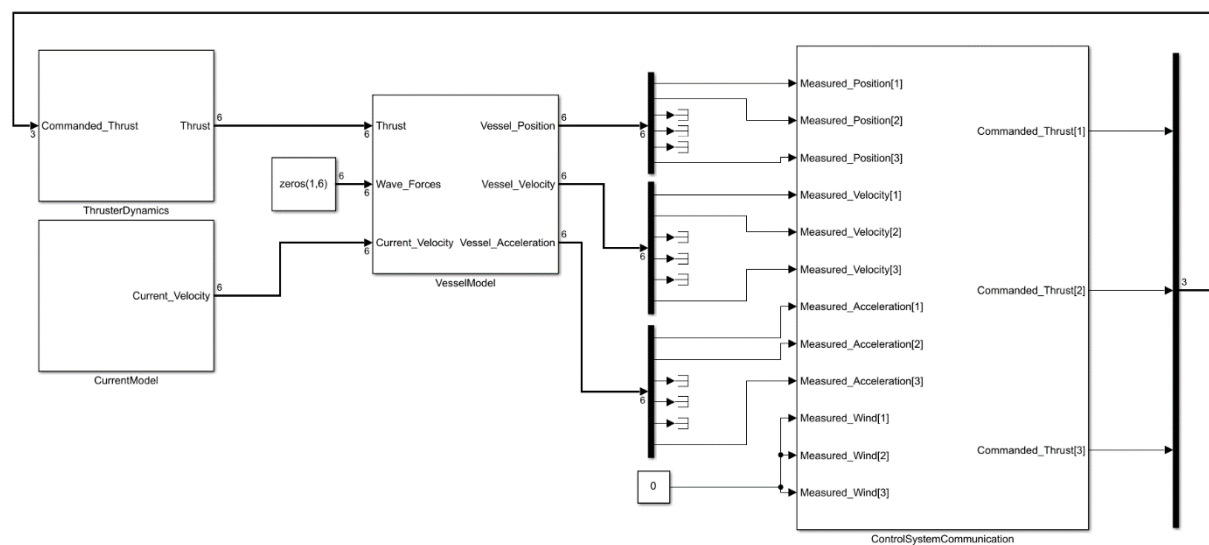 Commanded_Thrust
Thrust
3
6
ThrusterDynamics
Current_Velocity
6
CurrentModel
zeros(1,6)
6
Thrust
6
Wave_Forces
6
Current_Velocity
6
Vessel_Position
6
Vessel_Velocity
6
Vessel_Acceleration
6
VesselModel
6
6
6
0
Measured_Position[1]
Measured_Position[2]
Measured_Position[3]
Measured_Velocity[1]
Measured_Velocity[2]
Measured_Velocity[3]
Measured_Acceleration[1]
Measured_Acceleration[2]
Measured_Acceleration[3]
Measured_Wind[1]
Measured_Wind[2]
Measured_Wind[3]
Commanded_Thrust[1]
Commanded_Thrust[2]
Commanded_Thrust[3]
ControlSystemCommunication
3